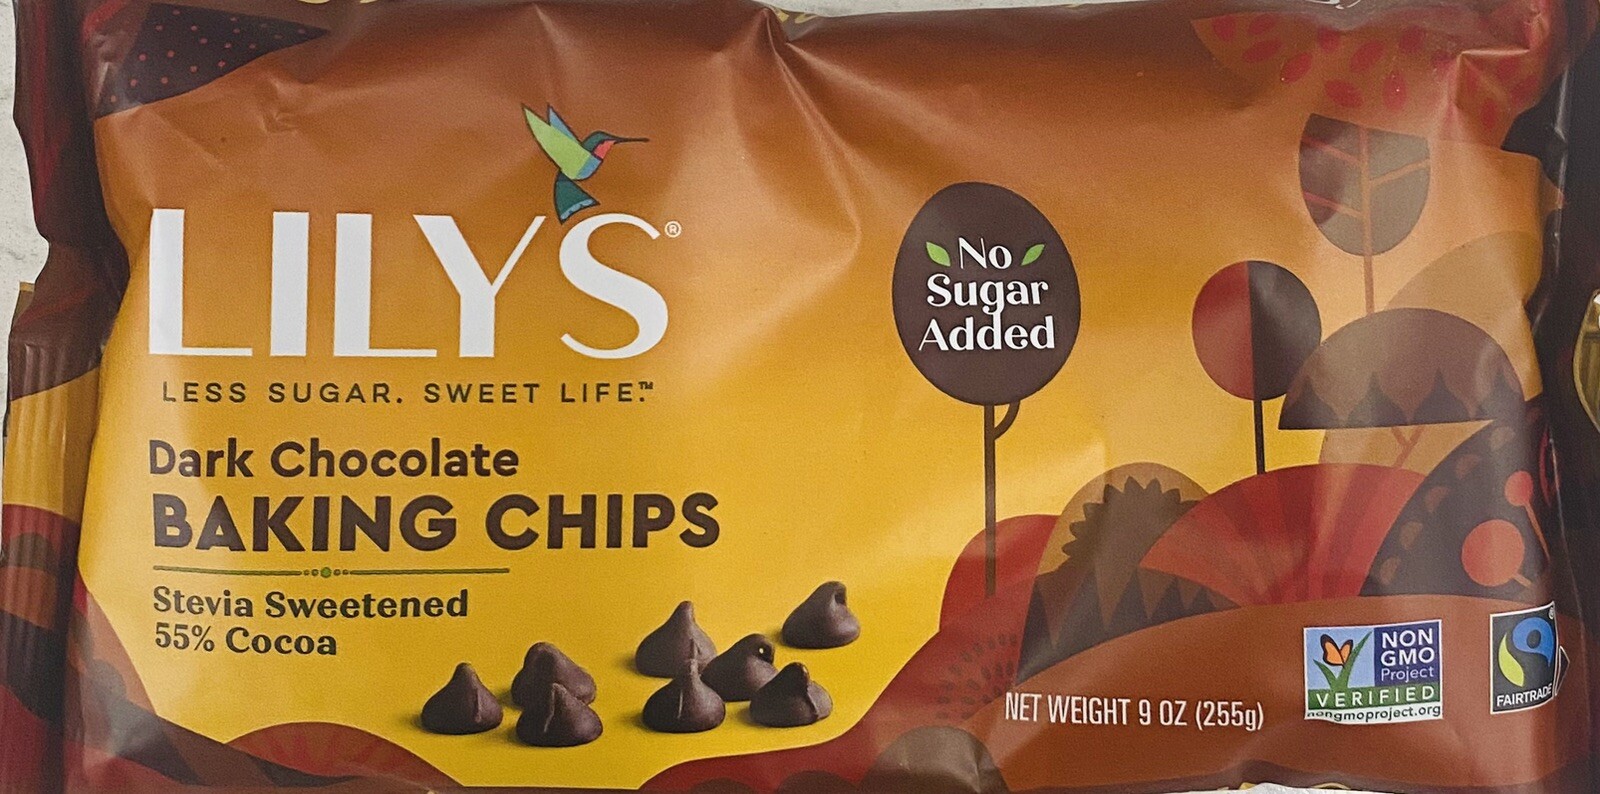 LILY'S®
LESS SUGAR. SWEET LIFE.™
Dark Chocolate
BAKING CHIPS
Stevia Sweetened
55% Cocoa
No
Sugar
Added
NET WEIGHT 9 OZ (255g)
NON
GMO
Project
VERIFIED
nongmoproject.org
FAIRTRADE